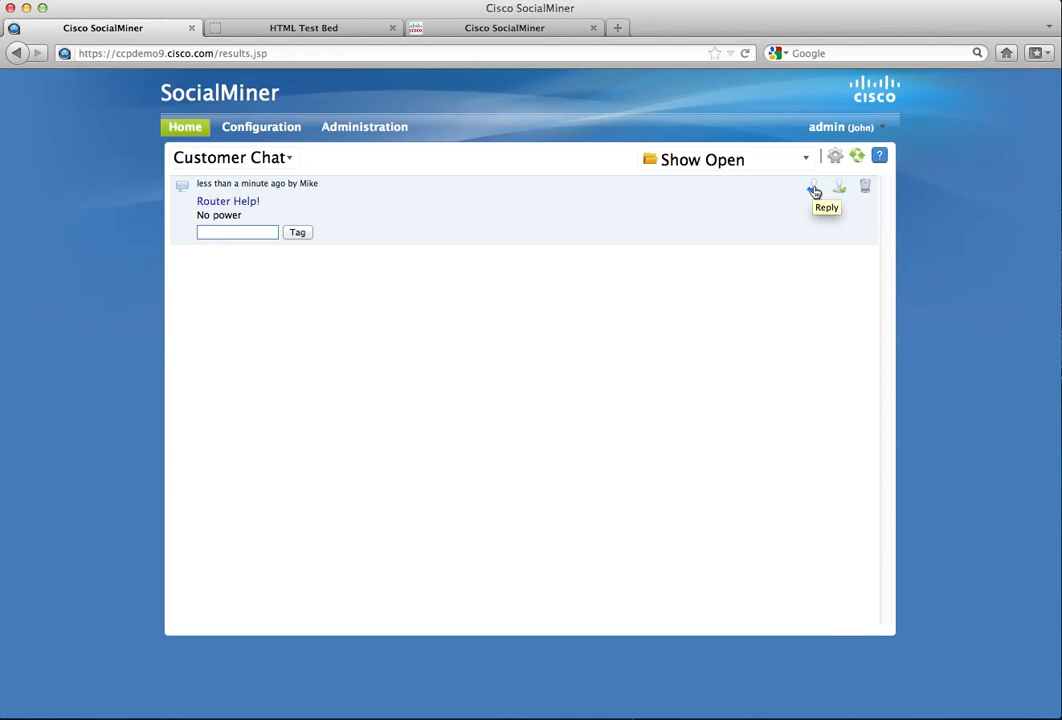 Cisco SocialMiner
Cisco SocialMiner
HTML Test Bed
Cisco SocialMiner
https://ccpdemo9.cisco.com/results.jsp
Google
SocialMiner
CISCO
Home
Configuration
Administration
admin (John)
Customer Chat
Show Open
?
less than a minute ago by Mike
Router Help!
No power
Tag
Reply